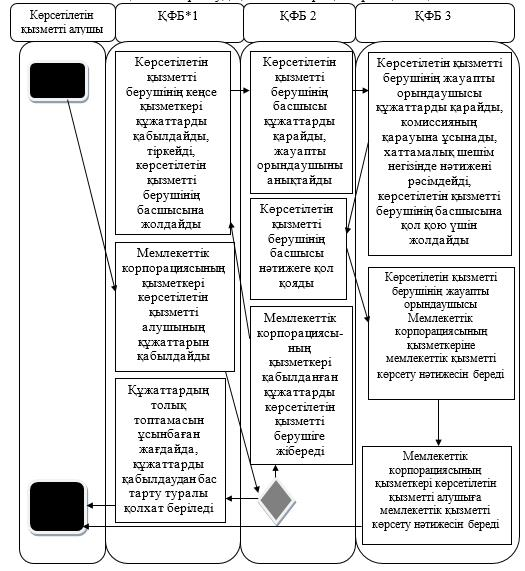 Көрсетілетін
қызметті алушы
ҚФБ*1
ҚФБ 2
ҚФБ 3
Көрсетілетін
қызметті
берушінің кеңсе
қызметкері
құжаттарды
қабылдайды,
тіркейді,
көрсетілетін
қызметті
берушінің
басшысына
жолдайды
Көрсетілетін
қызметті
берушінің
басшысы
құжаттарды
қарайды,
жауапты
орындаушыны
анықтайды
Көрсетілетін қызметті
берушінің жауапты
орындаушысы
құжаттарды қарайды,
комиссияның
қарауына ұсынады,
хаттамалық шешім
негізінде нәтижені
рәсімдейді,
көрсетілетін қызметті
берушінің басшысына
қол қою үшін
жолдайды
Көрсетілетін
қызметті
берушінің
басшысы
нәтижеге қол
қояды
Мемлекеттік
корпорациясының
қызметкері
көрсетілетін
қызметті
алушының
құжаттарын
қабылдайды
Көрсетілетін қызметті
берушінің жауапты
орындаушысы
Мемлекеттік
корпорациясының
қызметкеріне
мемлекеттік қызметті
көрсету нәтижесін береді
Мемлекеттік
корпорациясы-
ның
қызметкері
қабылданған
құжаттарды
көрсетілетін
қызметті
берушіге
жібереді
Құжаттардың
толық
топтамасын
ұсынбаған
жағдайда,
құжаттарды
қабылдаудан бас
тарту туралы
қолхат беріледі
Мемлекеттік
корпорациясының
қызметкері көрсетілетін
қызметті алушыға
мемлекеттік қызметті
көрсету нәтижесін береді